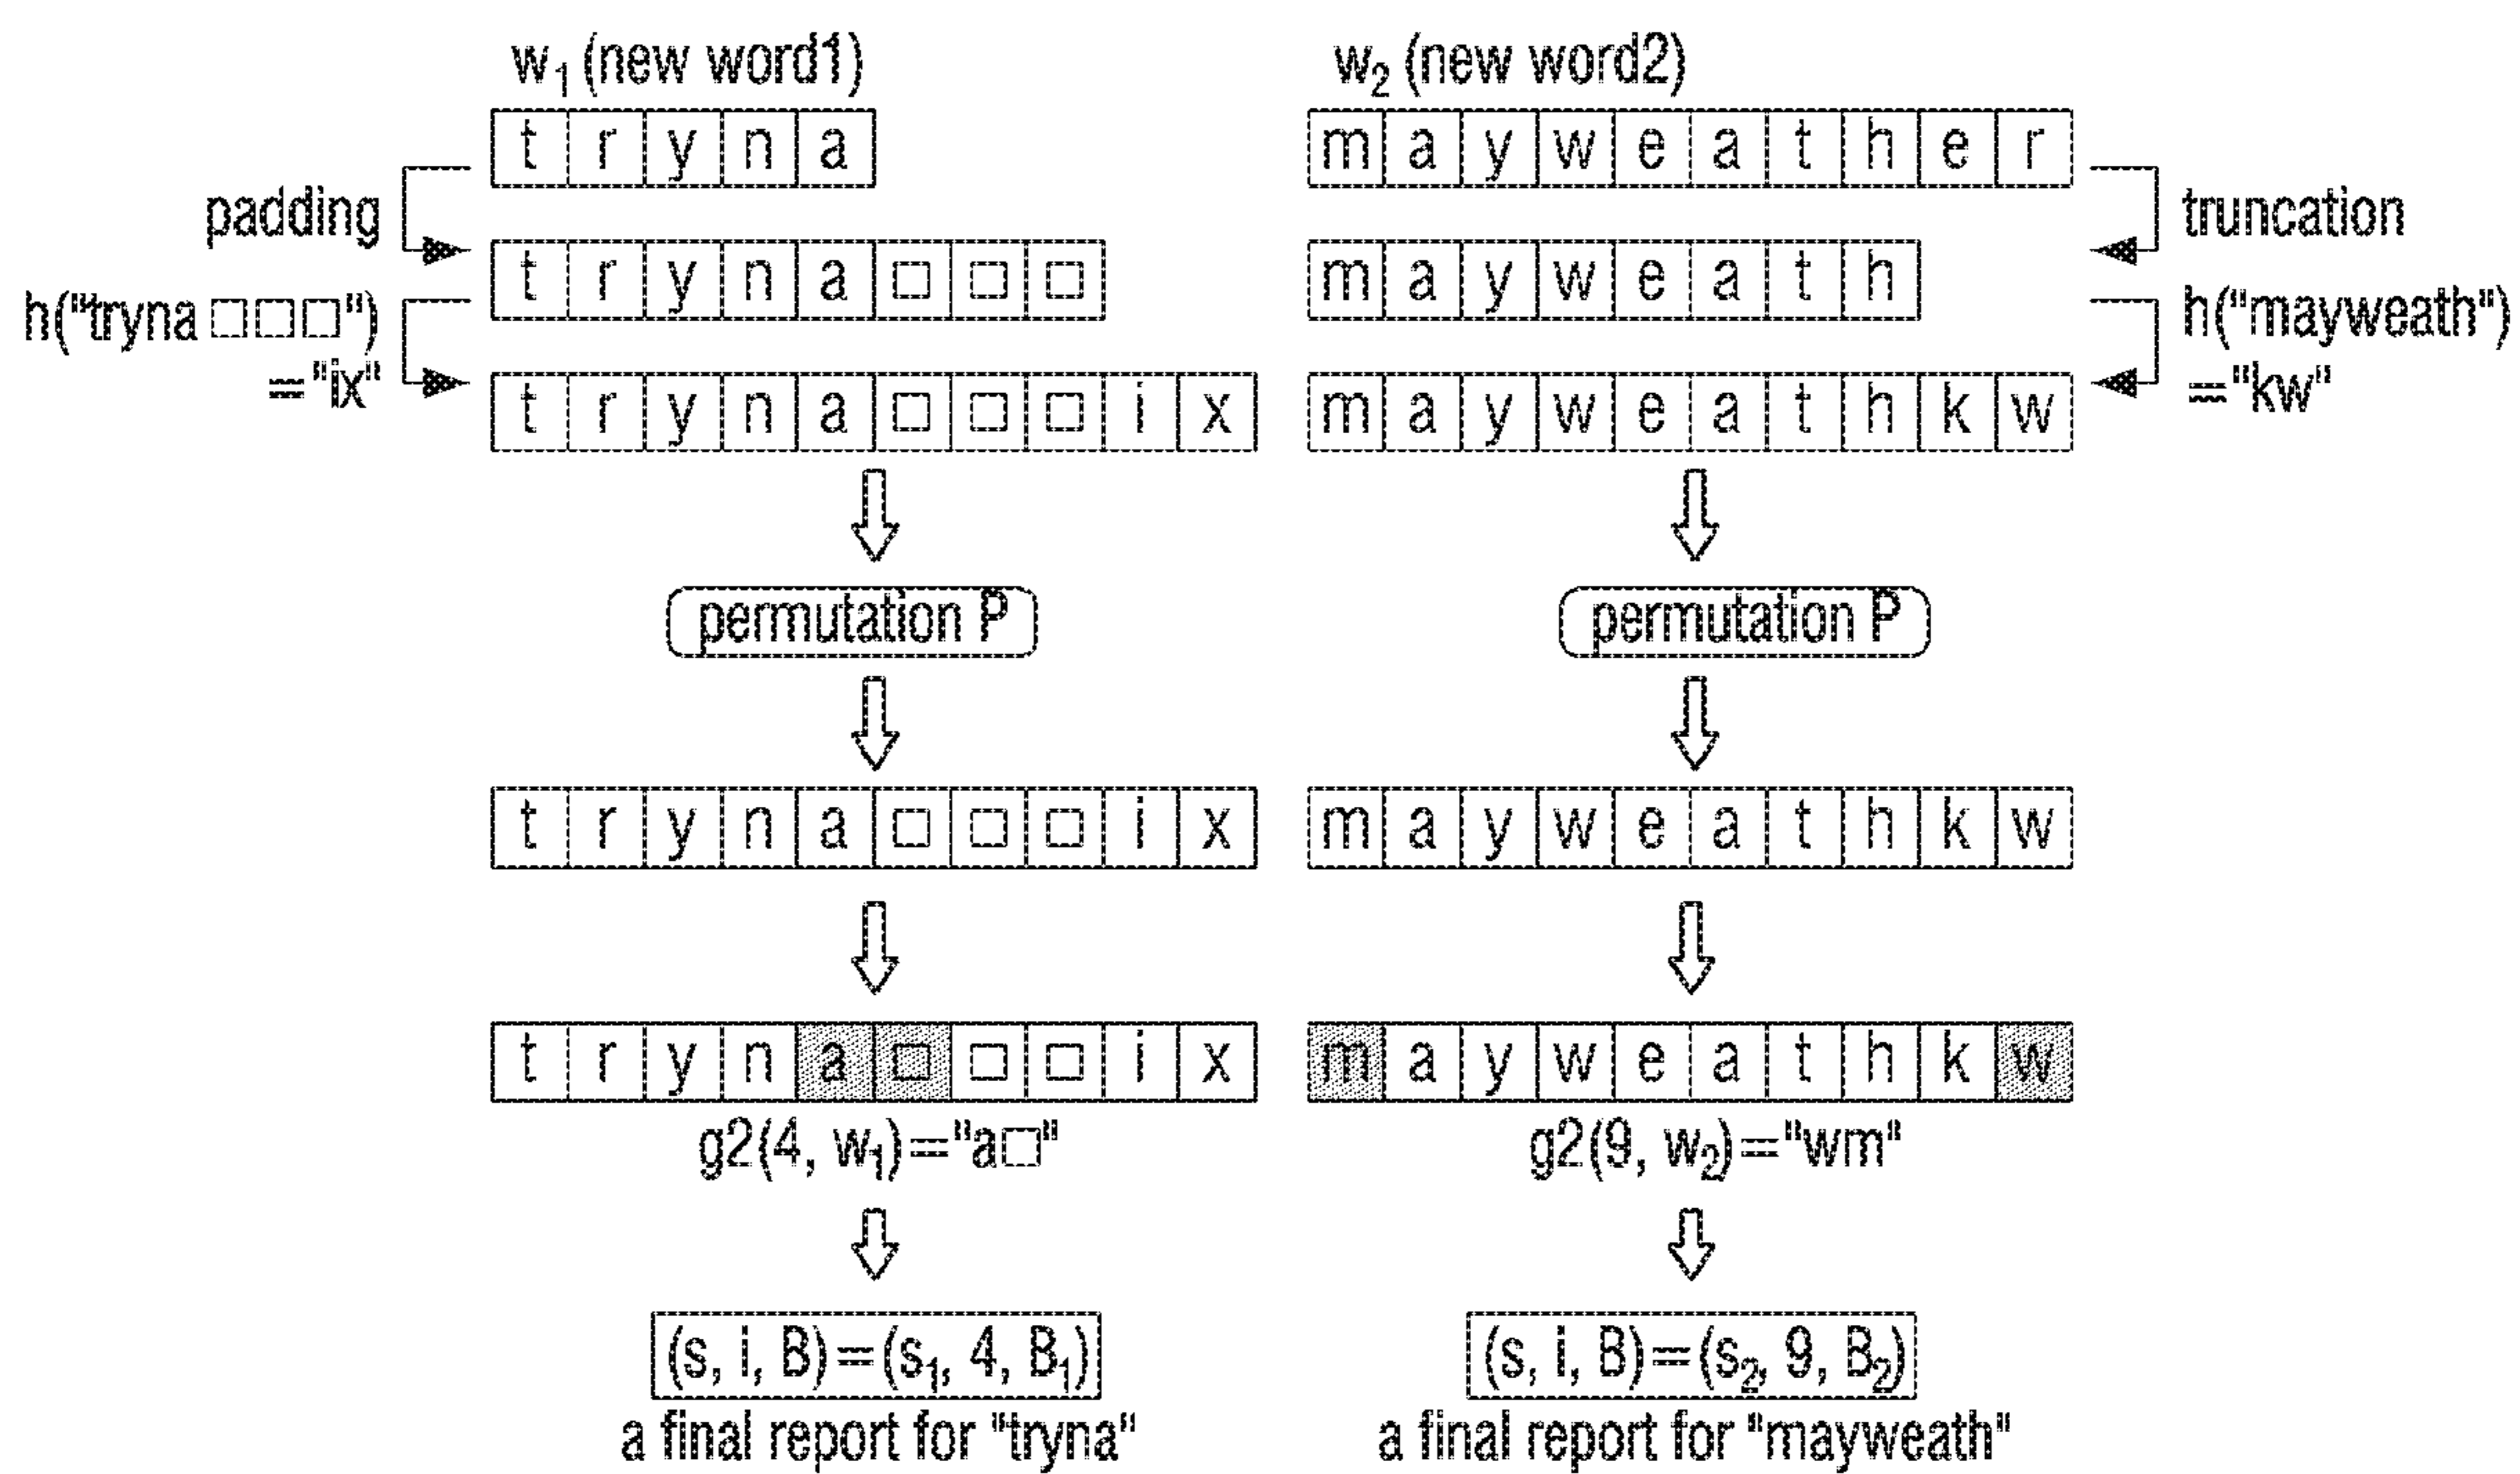 w₁ (new word1)
t r y n a
padding
t r y n a □ □ □
h("tryna □□□")
="ix"
t r y n a □ □ □ i x
permutation P
t r y n a □ □ □ i x
t r y n a □ □ □ i x
g2(4, w₁)="a□"
(s, i, B)=(s₁, 4, B₁)
a final report for "tryna"
w₂ (new word2)
m a y w e a t h e r
truncation
m a y w e a t h
h("mayweath")
="kw"
m a y w e a t h k w
permutation P
m a y w e a t h k w
m a y w e a t h k w
g2(9, w₂)="wm"
(s, i, B)=(s₂, 9, B₂)
a final report for "mayweath"